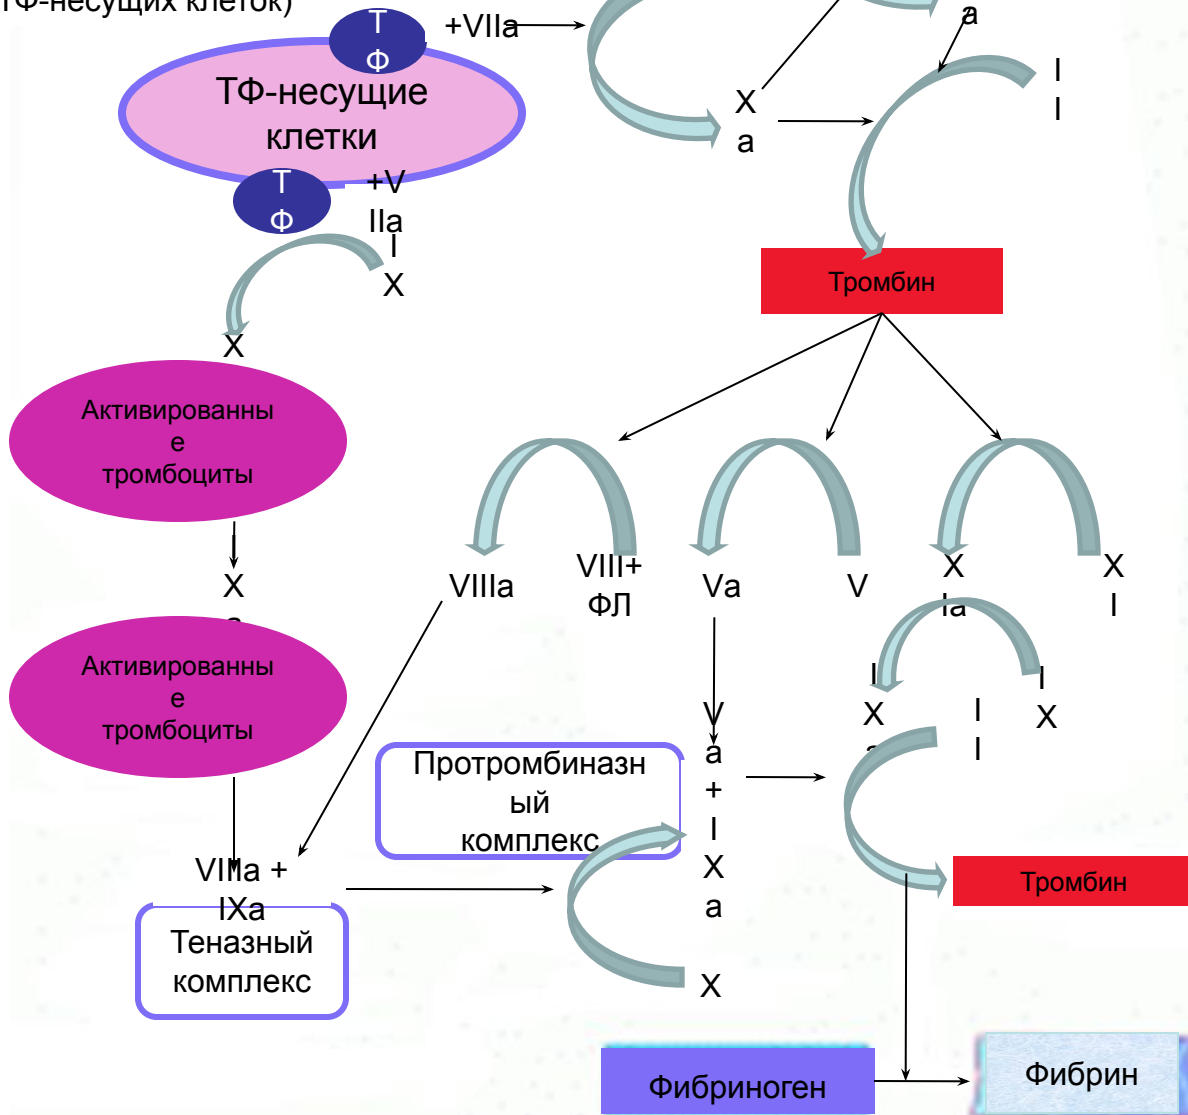 ТФ-несущих клеток)
Т
Ф
+VIIa
а
ТФ-несущие
клетки
X
a
I
I
Т
Ф
+V
IIa
I
X
Тромбин
X
Активированны
е
тромбоциты
X
VIIIa
VIII+
ФЛ
Va
V
X
Ia
X
I
Активированны
е
тромбоциты
I
X
I
X
I
I
V
a
+
I
X
a
Протромбиназн
ый
комплекс
VIIIa +
IXa
Теназный
комплекс
X
Тромбин
Фибриноген
Фибрин